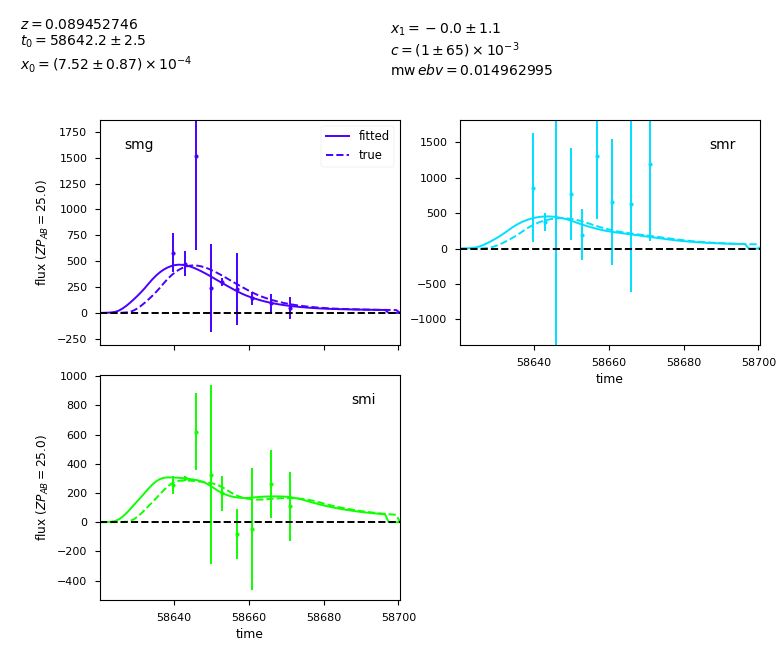 z = 0.089452746
t₀ = 58642.2 ± 2.5
x₀ = (7.52 ± 0.87) × 10⁻⁴
x₁ = −0.0 ± 1.1
c = (1 ± 65) × 10⁻³
mw ebv = 0.014962995
smg
fitted
true
1750
1500
1250
1000
750
500
250
0
−250
flux (ZP_AB = 25.0)
smr
1500
1000
500
0
−500
−1000
58640 58660 58680 58700
time
smi
1000
800
600
400
200
0
−200
−400
flux (ZP_AB = 25.0)
58640 58660 58680 58700
time